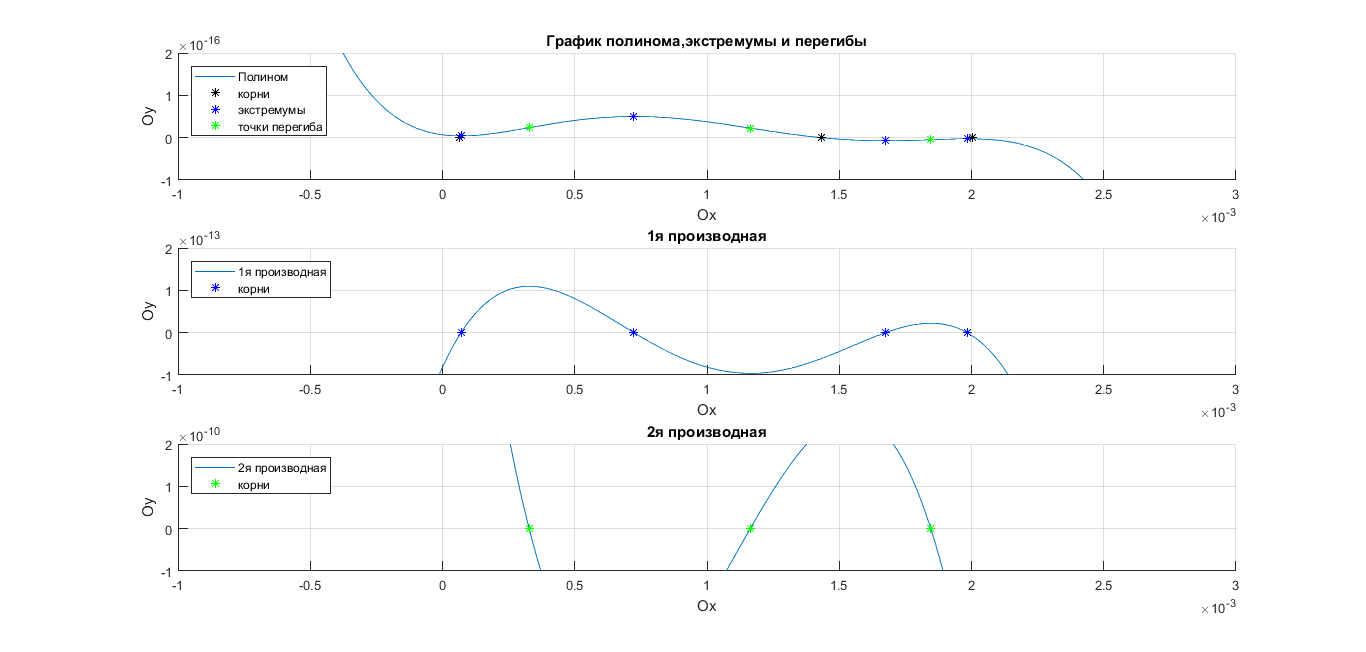 График полинома,экстремумы и перегибы
×10^-16
2
1
0
-1
Oy
Полином
корни
экстремумы
точки перегиба
-1 -0.5 0 0.5 1 1.5 2 2.5 3
Ox
×10^-3
1я производная
×10^-13
2
1
0
-1
Oy
1я производная
корни
-1 -0.5 0 0.5 1 1.5 2 2.5 3
Ox
×10^-3
2я производная
×10^-10
2
1
0
-1
Oy
2я производная
корни
-1 -0.5 0 0.5 1 1.5 2 2.5 3
Ox
×10^-3